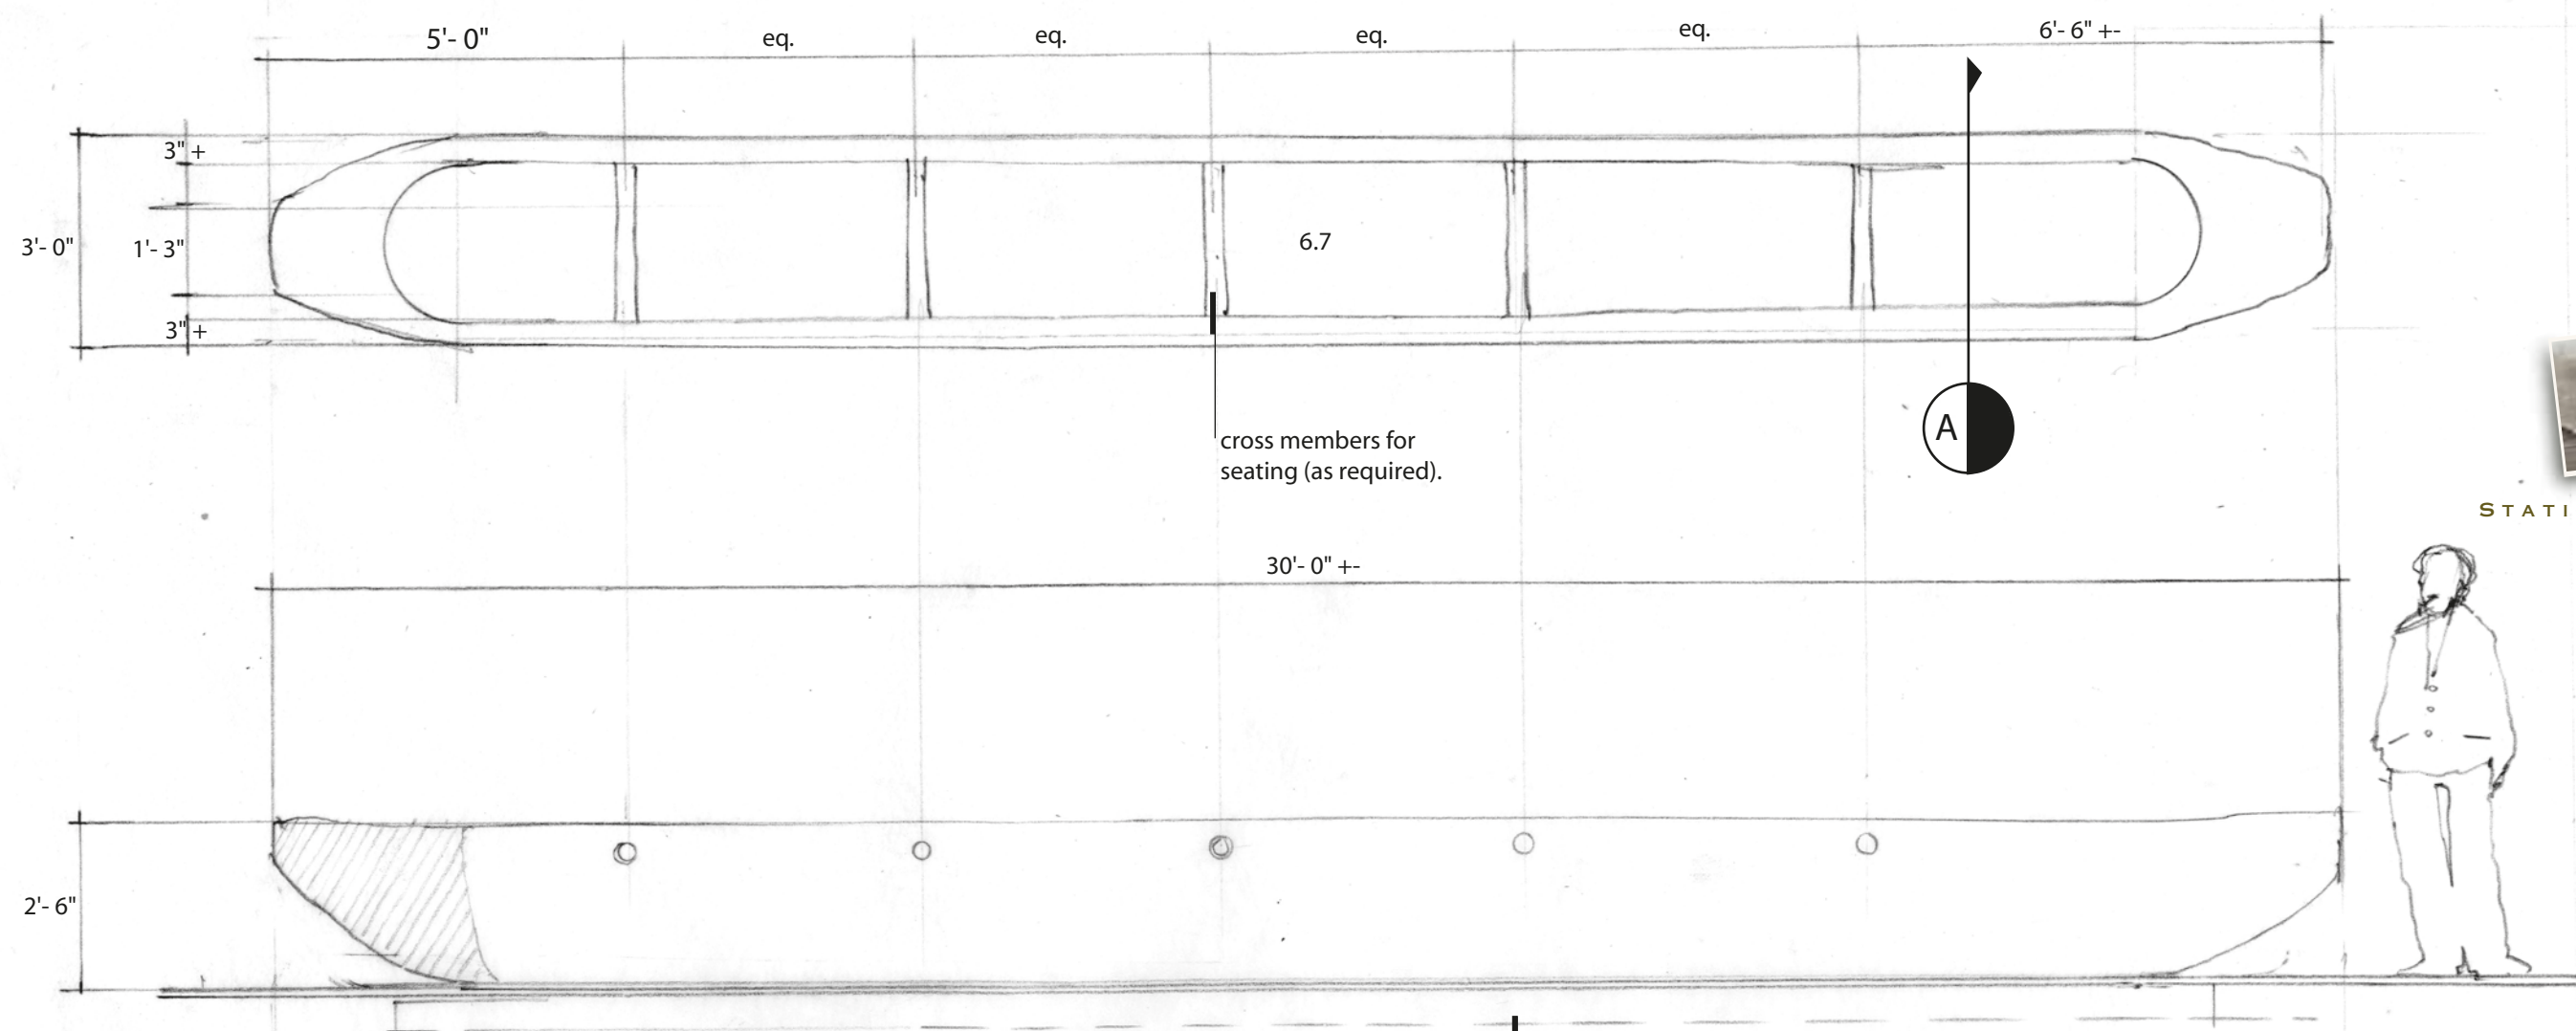 5'- 0"
eq.
eq.
eq.
eq.
6'- 6" +-
3" +
3'- 0"
1'- 3"
6.7
3" +
A
cross members for
seating (as required).
STATI
30'- 0" +-
2'- 6"